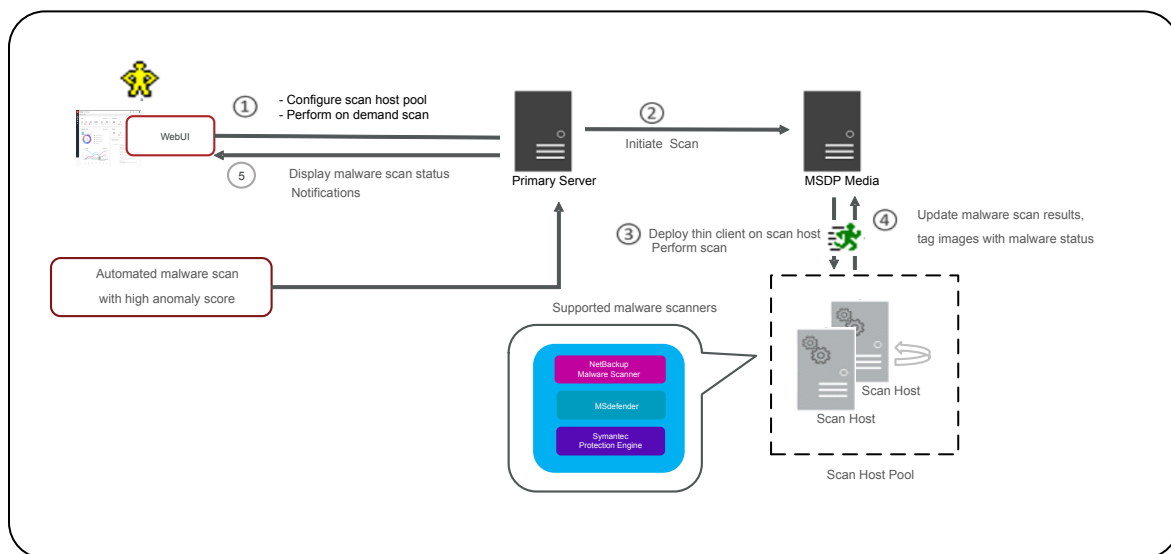 1
- Configure scan host pool
- Perform on demand scan
WebUI
2
Initiate Scan
5
Display malware scan status
Notifications
Primary Server
MSDP Media
3
Deploy thin client on scan host
Perform scan
4
Update malware scan results,
tag images with malware status
Automated malware scan
with high anomaly score
Supported malware scanners
NetBackup
Malware Scanner
MSdefender
Symantec
Protection Engine
Scan Host
Scan Host
Scan Host Pool